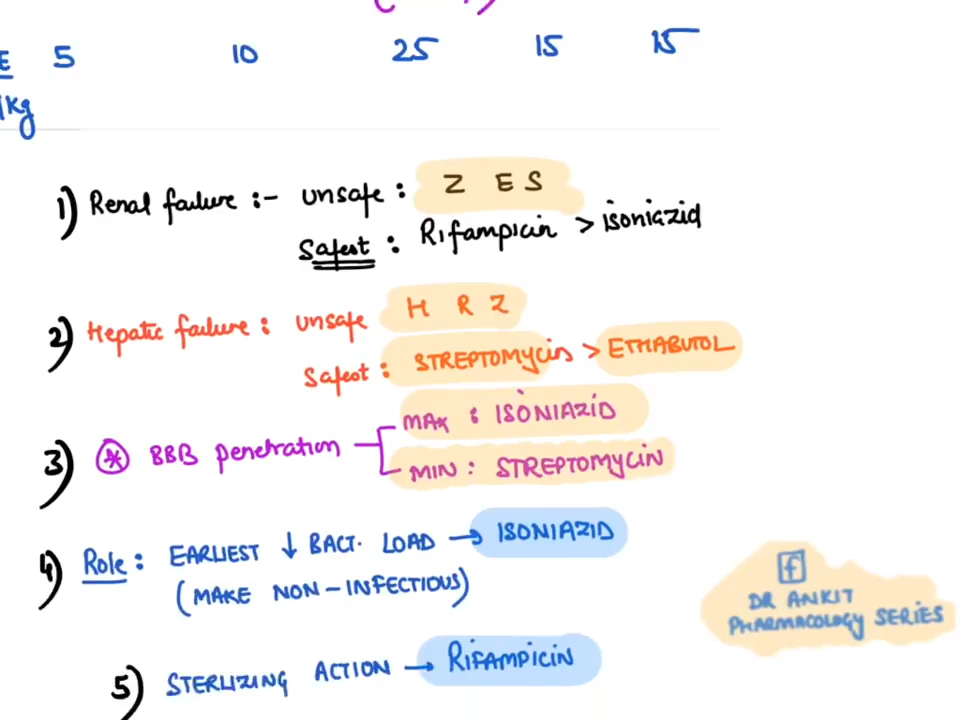 E 5 10 25 15 15
/kg
1) Renal failure :- unsafe : Z E S
Safest : Rifampicin > isoniazid
2) Hepatic failure : unsafe H R Z
Safest : STREPTOMycin > ETHABUTOL
3) * BBB penetration
MAX : ISONIAZID
MIN : STREPTOMYCIN
4) Role : EARLIEST ↓ BACT. LOAD → ISONIAZID
(MAKE NON-INFECTIOUS)
5) STERLIZING ACTION → RIFAMPICIN
f
DR ANKIT
PHARMACOLOGY SERIES